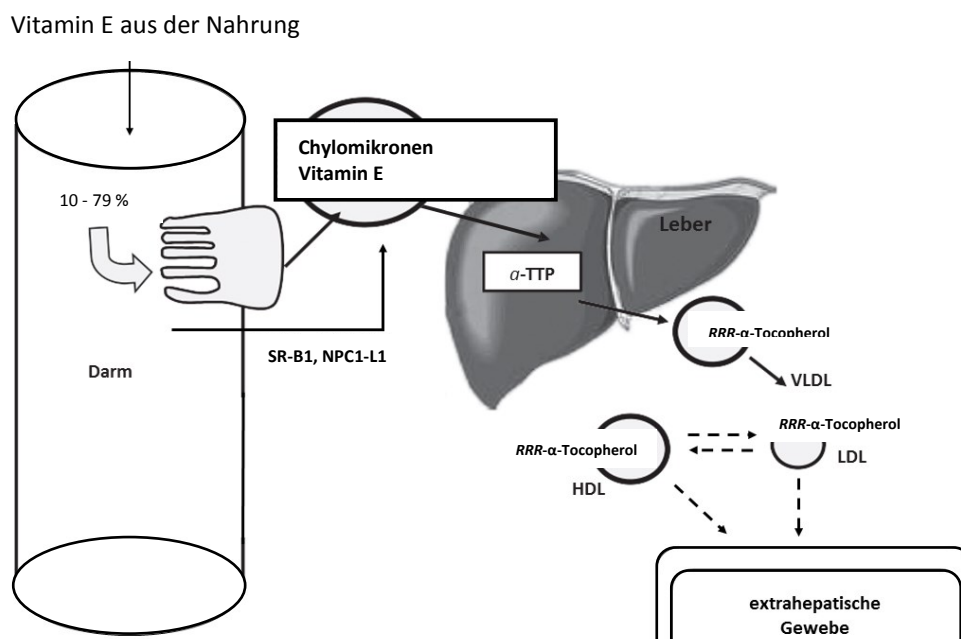 Vitamin E aus der Nahrung
Chylomikronen
Vitamin E
10 - 79 %
Leber
α-TTP
RRR-α-Tocopherol
SR-B1, NPC1-L1
Darm
VLDL
RRR-α-Tocopherol
RRR-α-Tocopherol
LDL
HDL
extrahepatische
Gewebe